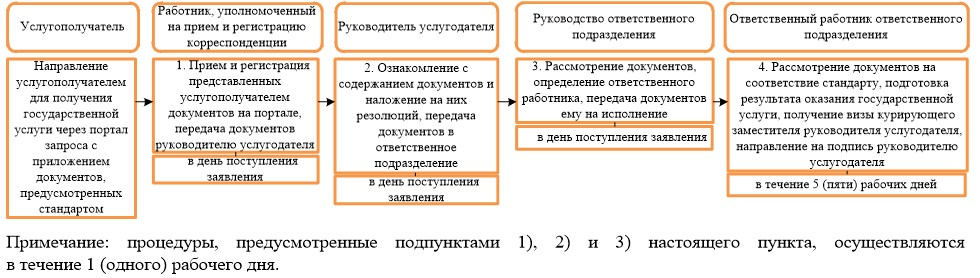 Услугополучатель
Работник, уполномоченный
на прием и регистрацию
корреспонденции
Руководитель услугодателя
Руководство ответственного
подразделения
Ответственный работник ответственного
подразделения
Направление
услугополучателем
для получения
государственной
услуги через портал
запроса с
приложением
документов,
предусмотренных
стандартом
1. Прием и регистрация
представленных
услугополучателем
документов на портале,
передача документов
руководителю услугодателя
в день поступления
заявления
2. Ознакомление с
содержанием документов и
наложение на них
резолюций, передача
документов в
ответственное
подразделение
в день поступления
заявления
3. Рассмотрение документов,
определение ответственного
работника, передача документов
ему на исполнение
в день поступления заявления
4. Рассмотрение документов на
соответствие стандарту, подготовка
результата оказания государственной
услуги, получение визы курирующего
заместителя руководителя услугодателя,
направление на подпись руководителю
услугодателя
в течение 5 (пяти) рабочих дней
Примечание: процедуры, предусмотренные подпунктами 1), 2) и 3) настоящего пункта, осуществляются
в течение 1 (одного) рабочего дня.